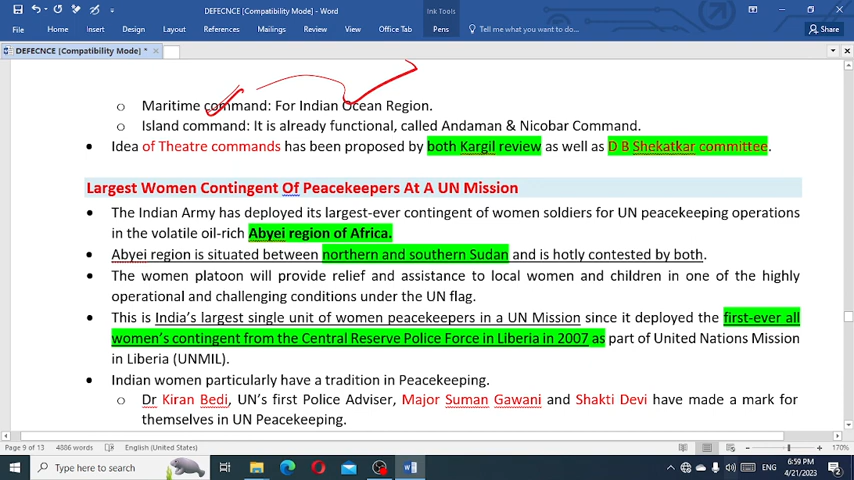 DEFECNCE [Compatibility Mode] - Word
Ink Tools
File
Home
Insert
Design
Layout
References
Mailings
Review
View
Office Tab
Pens
Tell me what you want to do...
Share
DEFECNCE [Compatibility Mode] *
o Maritime command: For Indian Ocean Region.
o Island command: It is already functional, called Andaman & Nicobar Command.
• Idea of Theatre commands has been proposed by both Kargil review as well as D B Shekatkar committee.
Largest Women Contingent Of Peacekeepers At A UN Mission
• The Indian Army has deployed its largest-ever contingent of women soldiers for UN peacekeeping operations
in the volatile oil-rich Abyei region of Africa.
• Abyei region is situated between northern and southern Sudan and is hotly contested by both.
• The women platoon will provide relief and assistance to local women and children in one of the highly
operational and challenging conditions under the UN flag.
• This is India's largest single unit of women peacekeepers in a UN Mission since it deployed the first-ever all
women's contingent from the Central Reserve Police Force in Liberia in 2007 as part of United Nations Mission
in Liberia (UNMIL).
• Indian women particularly have a tradition in Peacekeeping.
o Dr Kiran Bedi, UN's first Police Adviser, Major Suman Gawani and Shakti Devi have made a mark for
themselves in UN Peacekeeping.
Page 9 of 13
4886 words
English (United States)
170%
Type here to search
ENG
6:59 PM
4/21/2023
2